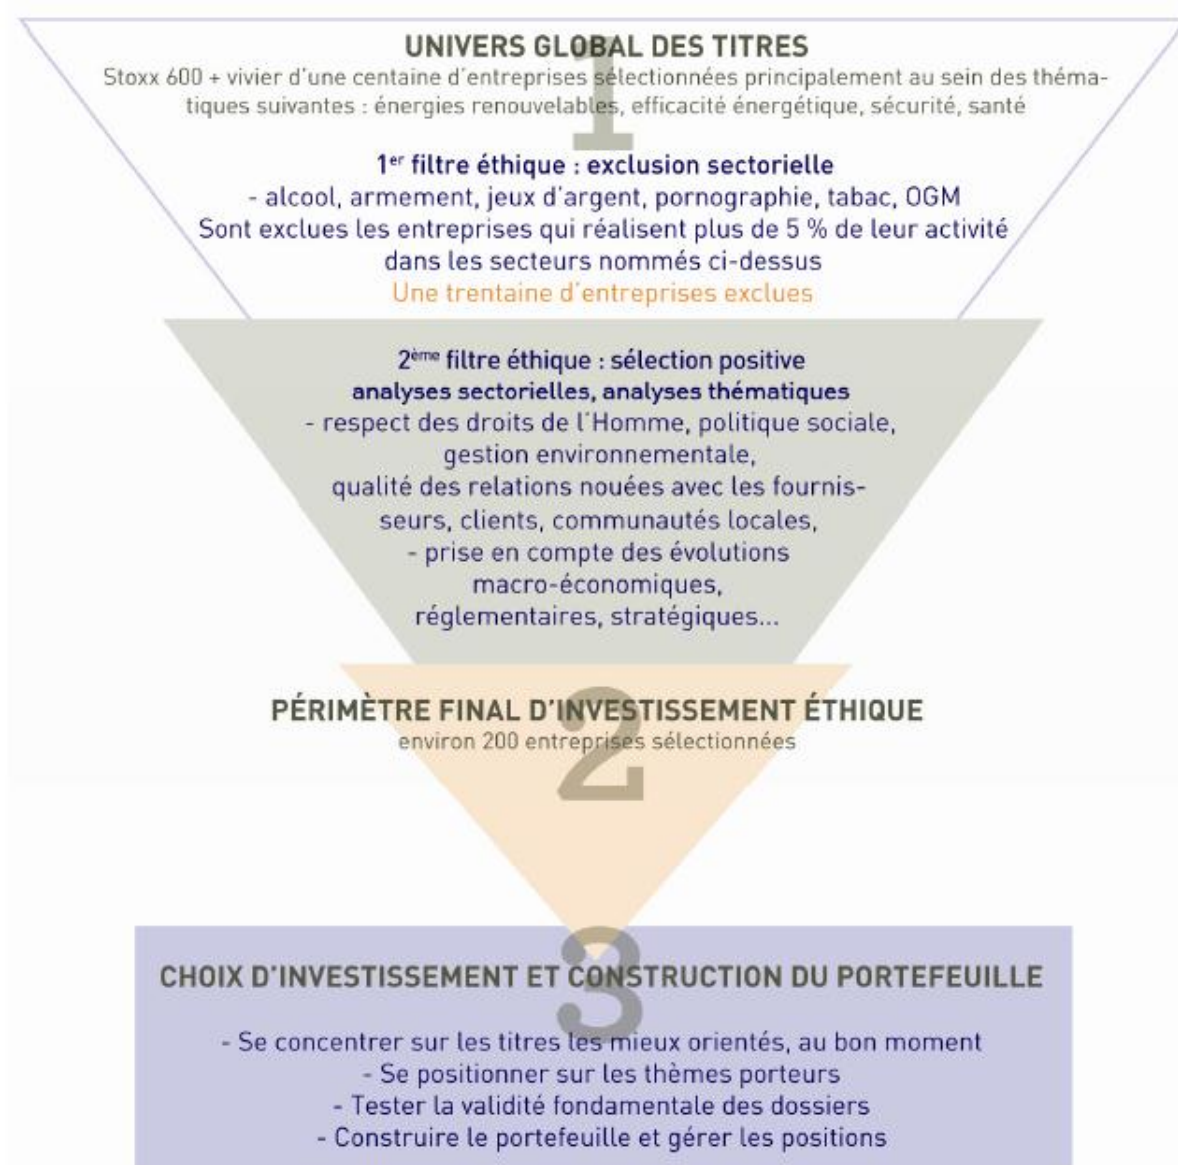 UNIVERS GLOBAL DES TITRES
Stoxx 600 + vivier d'une centaine d'entreprises sélectionnées principalement au sein des théma-
tiques suivantes : énergies renouvelables, efficacité énergétique, sécurité, santé
1
1er filtre éthique : exclusion sectorielle
- alcool, armement, jeux d'argent, pornographie, tabac, OGM
Sont exclues les entreprises qui réalisent plus de 5 % de leur activité
dans les secteurs nommés ci-dessus
Une trentaine d'entreprises exclues
2ème filtre éthique : sélection positive
analyses sectorielles, analyses thématiques
- respect des droits de l'Homme, politique sociale,
gestion environnementale,
qualité des relations nouées avec les fournis-
seurs, clients, communautés locales,
- prise en compte des évolutions
macro-économiques,
réglementaires, stratégiques...
PÉRIMÈTRE FINAL D'INVESTISSEMENT ÉTHIQUE
environ 200 entreprises sélectionnées
2
3
CHOIX D'INVESTISSEMENT ET CONSTRUCTION DU PORTEFEUILLE
- Se concentrer sur les titres les mieux orientés, au bon moment
- Se positionner sur les thèmes porteurs
- Tester la validité fondamentale des dossiers
- Construire le portefeuille et gérer les positions